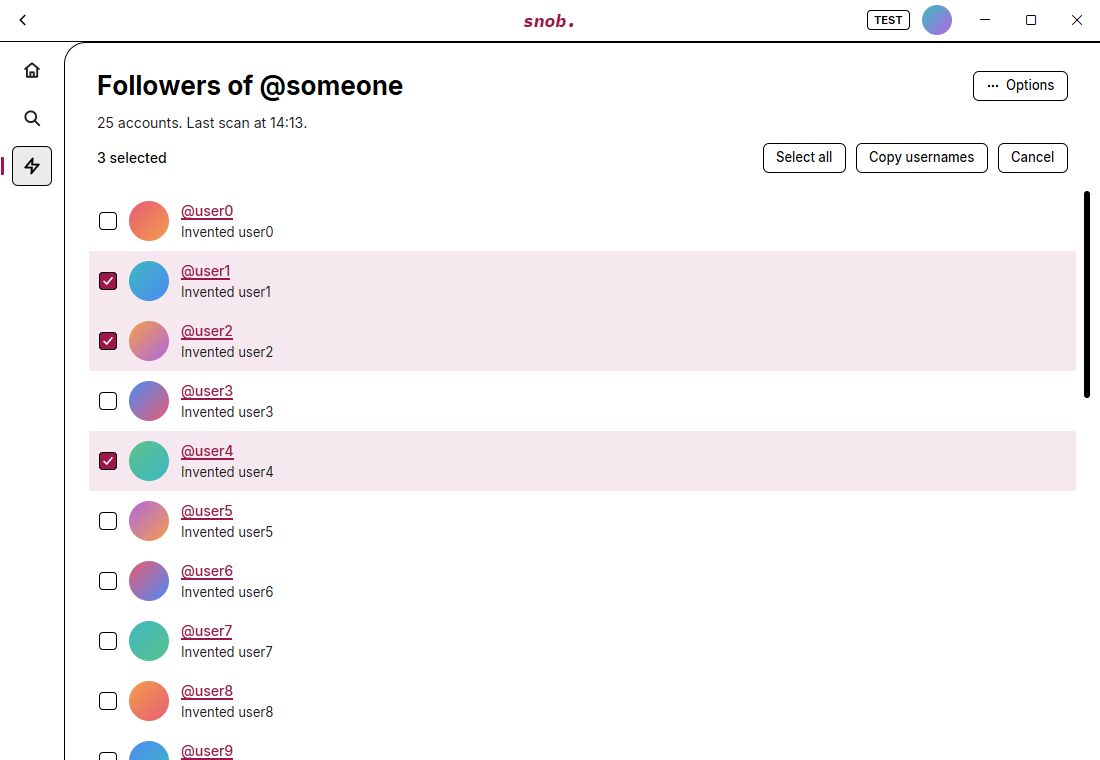 snob.
TEST
Followers of @someone
··· Options
25 accounts. Last scan at 14:13.
3 selected
Select all
Copy usernames
Cancel
@user0
Invented user0
@user1
Invented user1
@user2
Invented user2
@user3
Invented user3
@user4
Invented user4
@user5
Invented user5
@user6
Invented user6
@user7
Invented user7
@user8
Invented user8
@user9